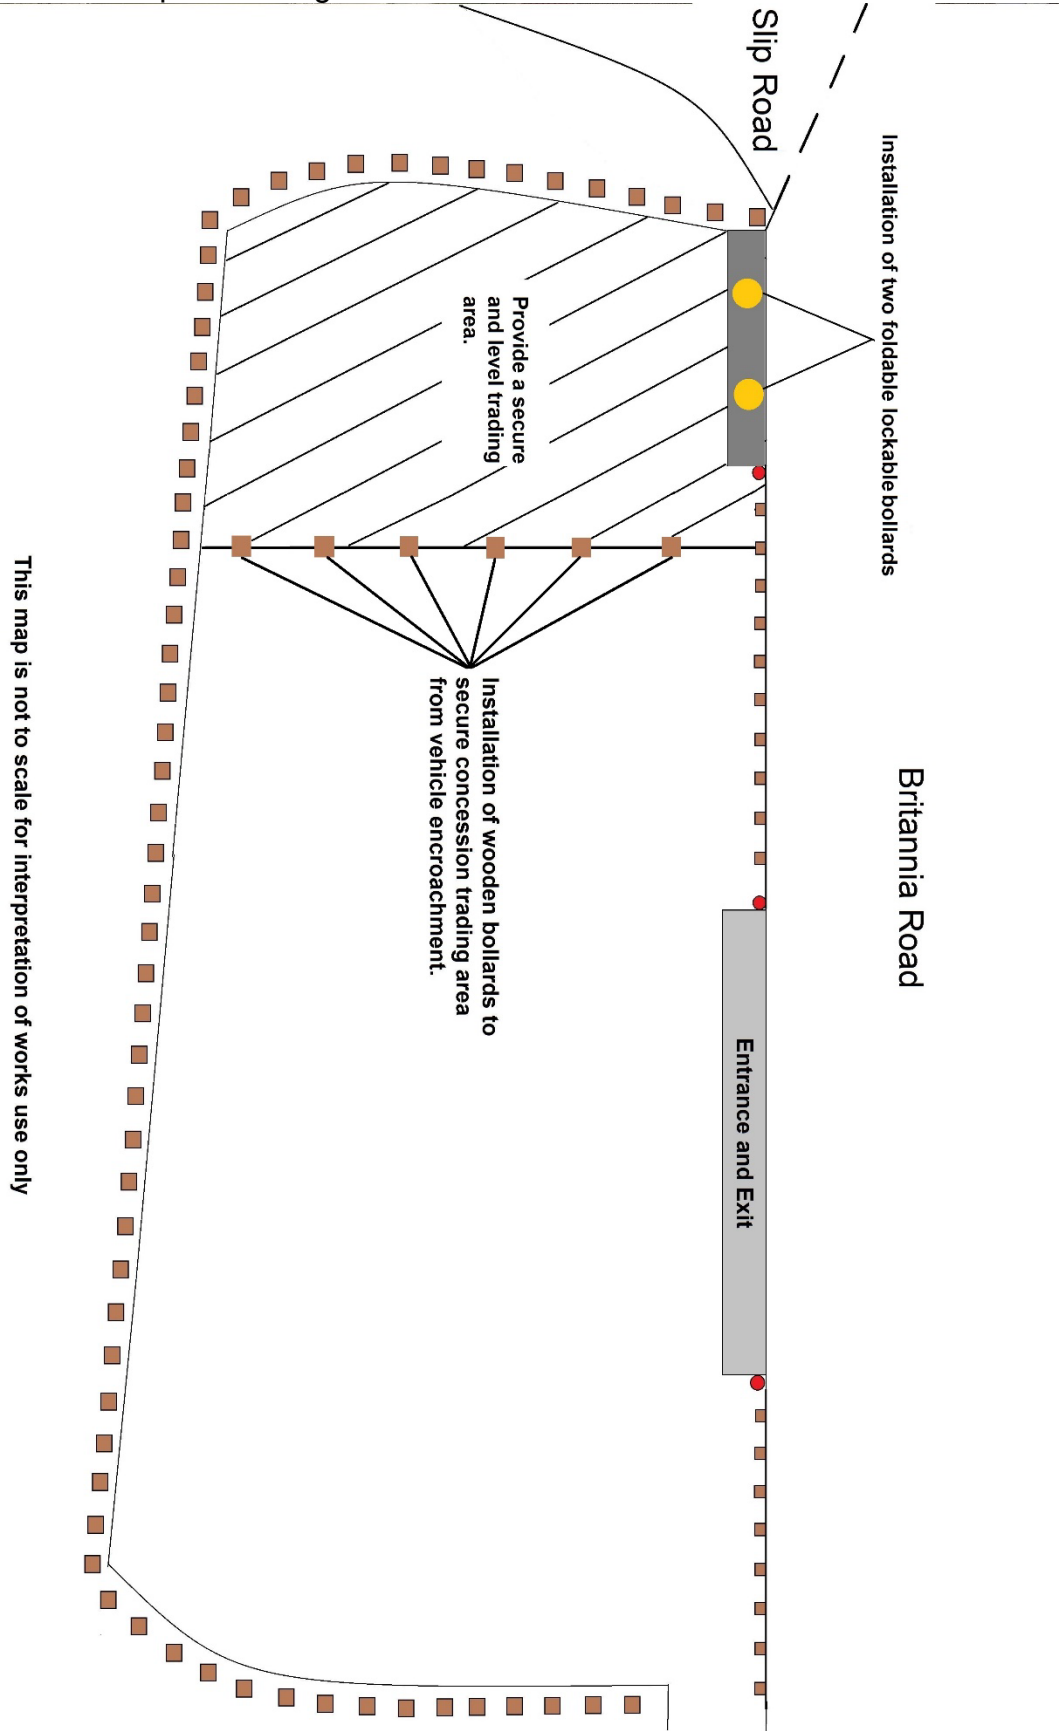 Slip Road
Installation of two foldable lockable bollards
Britannia Road
Provide a secure
and level trading
area.
Installation of wooden bollards to
secure concession trading area
from vehicle encroachment.
Entrance and Exit
This map is not to scale for interpretation of works use only